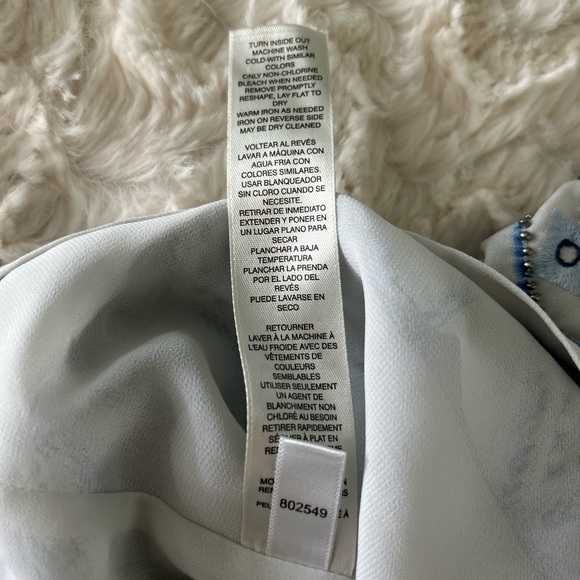 TURN INSIDE OUT
MACHINE WASH
COLD WITH SIMILAR
COLORS
ONLY NON-CHLORINE
BLEACH WHEN NEEDED
REMOVE PROMPTLY
RESHAPE, LAY FLAT TO
DRY
WARM IRON AS NEEDED
IRON ON REVERSE SIDE
MAY BE DRY CLEANED
VOLTEAR AL REVÉS
LAVAR A MÁQUINA CON
AGUA FRIA CON
COLORES SIMILARES.
USAR BLANQUEADOR
SIN CLORO CUANDO SE
NECESITE.
RETIRAR DE INMEDIATO
EXTENDER Y PONER EN
UN LUGAR PLANO PARA
SECAR
PLANCHAR A BAJA
TEMPERATURA
PLANCHAR LA PRENDA
POR EL LADO DEL
REVÉS
PUEDE LAVARSE EN
SECO
RETOURNER
LAVER À LA MACHINE À
L'EAU FROIDE AVEC DES
VÊTEMENTS DE
COULEURS
SEMBLABLES
UTILISER SEULEMENT
UN AGENT DE
BLANCHIMENT NON
CHLORÉ AU BESOIN
RETIRER RAPIDEMENT
À PLAT EN
802549
À